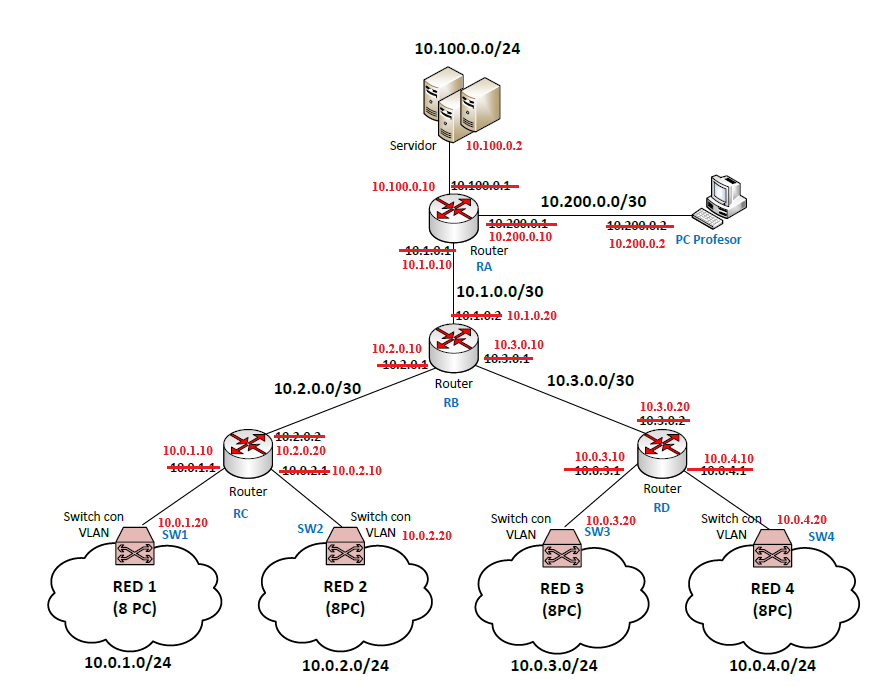 10.100.0.0/24
Servidor
10.100.0.2
10.100.0.10
10.100.0.1
10.200.0.0/30
10.200.0.1
10.200.0.10
10.200.0.2
10.200.0.2
PC Profesor
10.1.0.1
10.1.0.10
Router
RA
10.1.0.0/30
10.1.0.2
10.1.0.20
10.2.0.10
10.2.0.1
10.3.0.10
10.3.0.1
Router
RB
10.2.0.0/30
10.3.0.0/30
10.2.0.2
10.2.0.20
10.0.1.10
10.0.1.1
10.0.2.1
10.0.2.10
Router
RC
10.3.0.20
10.3.0.2
10.0.3.10
10.0.3.1
10.0.4.10
10.0.4.1
Router
RD
Switch con
VLAN
10.0.1.20
SW1
SW2
Switch con
VLAN
10.0.2.20
Switch con
VLAN
10.0.3.20
SW3
Switch con
VLAN
10.0.4.20
SW4
RED 1
(8 PC)
RED 2
(8PC)
RED 3
(8PC)
RED 4
(8PC)
10.0.1.0/24
10.0.2.0/24
10.0.3.0/24
10.0.4.0/24